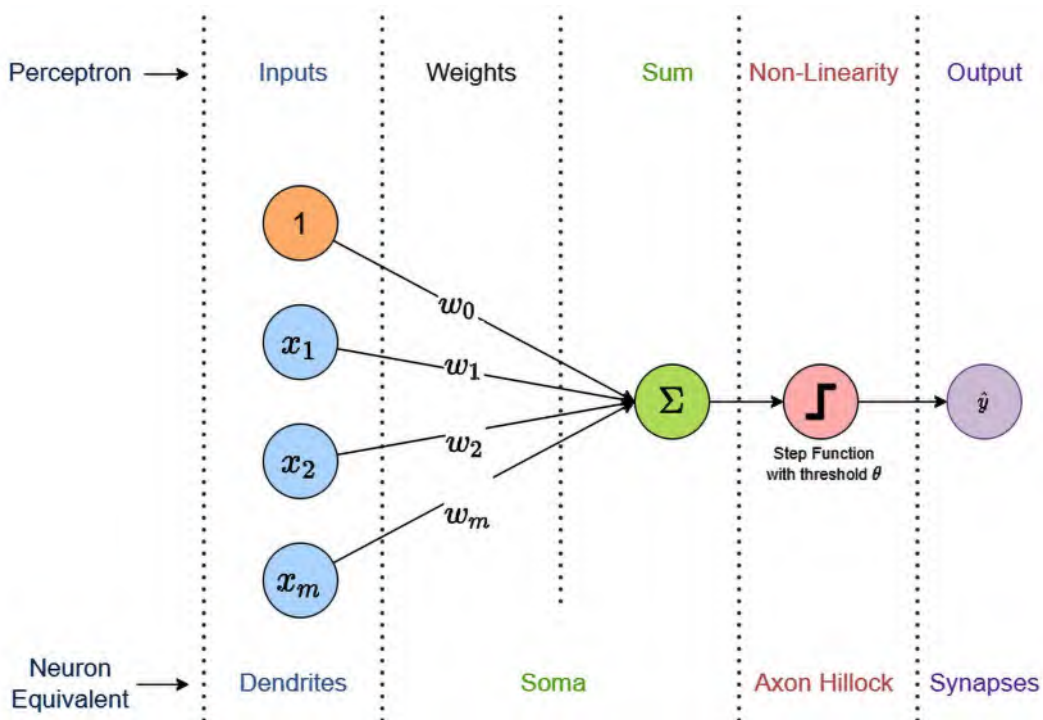 Perceptron
Inputs
Weights
Sum
Non-Linearity
Output
1
w₀
x₁
w₁
Σ
ŷ
x₂
w₂
Step Function
with threshold θ
wₘ
xₘ
Neuron
Equivalent
Dendrites
Soma
Axon Hillock
Synapses